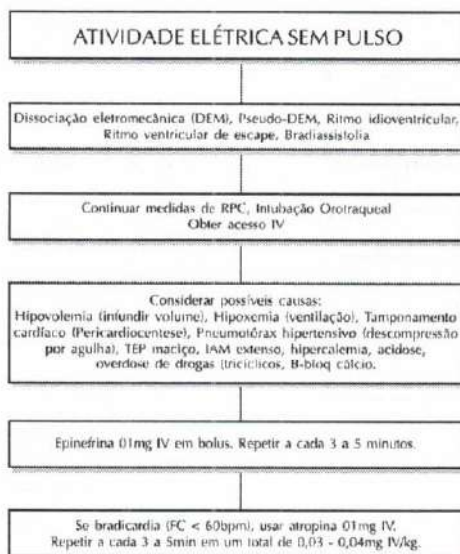 ATIVIDADE ELÉTRICA SEM PULSO
Dissociação eletromecânica (DEM), Pseudo-DEM, Ritmo idioventricular,
Ritmo ventricular de escape, Bradiassistolia
Continuar medidas de RPC, Intubação Orotraqueal
Obter acesso IV
Considerar possíveis causas:
Hipovolemia (infundir volume), Hipoxemia (ventilação), Tamponamento
cardíaco (Pericardiocentese), Pneumotórax hipertensivo (descompressão
por agulha), TEP maciço, IAM extenso, hipercalemia, acidose,
overdose de drogas (tricíclicos, B-bloq cálcio.
Epinefrina 01mg IV em bolus. Repetir a cada 3 a 5 minutos.
Se bradicardia (FC < 60bpm), usar atropina 01mg IV.
Repetir a cada 3 a 5min em um total de 0,03 - 0,04mg IV/kg.